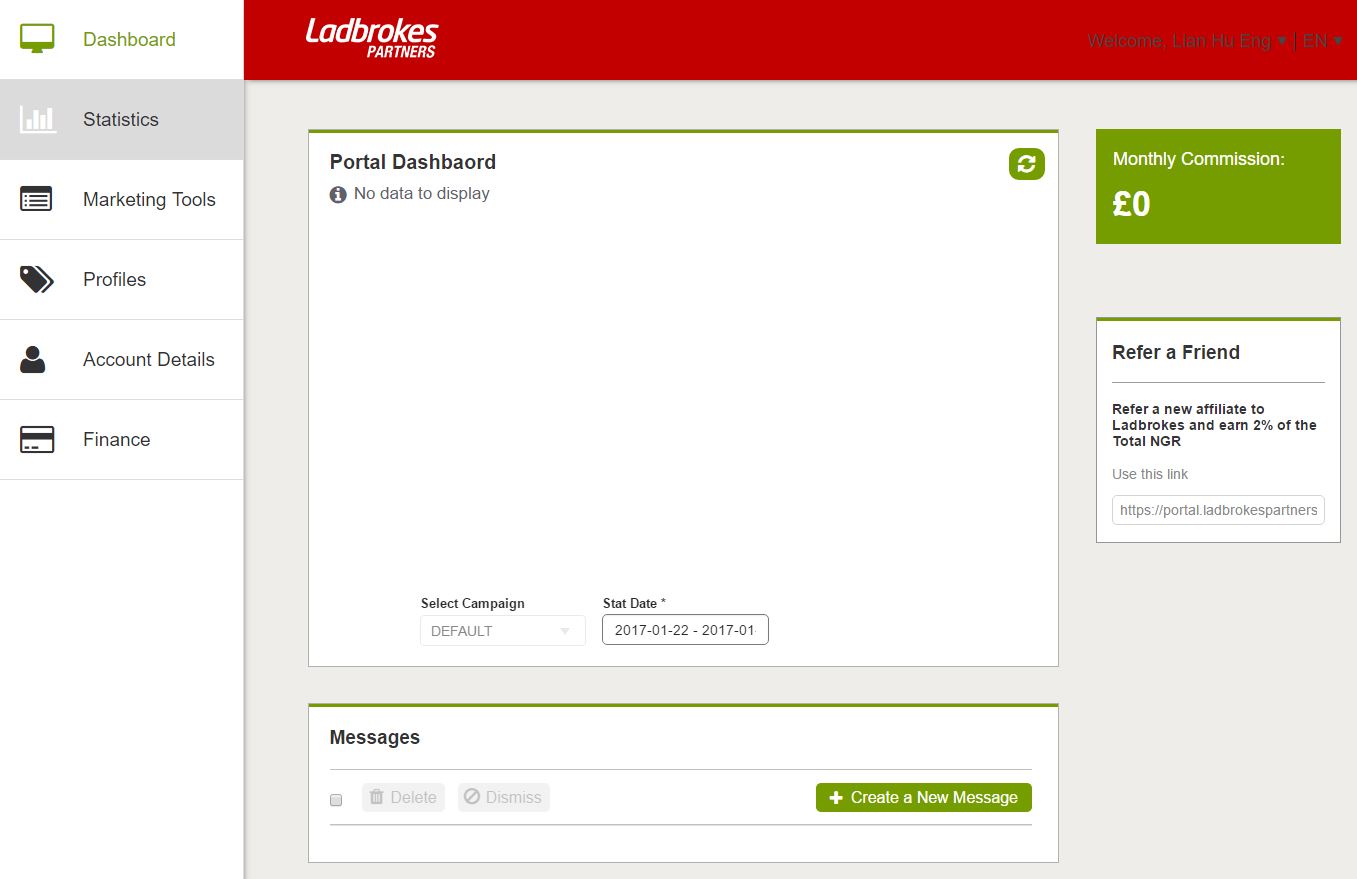 Dashboard
Statistics
Marketing Tools
Profiles
Account Details
Finance
Ladbrokes
PARTNERS
Welcome, Lian Hu Eng ▾ | EN ▾
Portal Dashbaord
No data to display
Select Campaign
DEFAULT
Stat Date *
2017-01-22 - 2017-01
Messages
Delete
Dismiss
Create a New Message
Monthly Commission:
£0
Refer a Friend
Refer a new affiliate to
Ladbrokes and earn 2% of the
Total NGR
Use this link
https://portal.ladbrokespartners